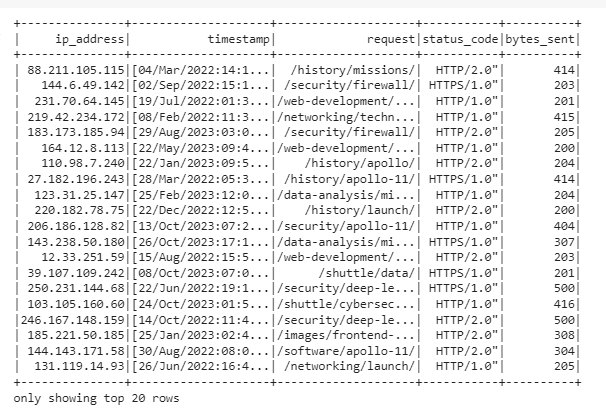 +---------------+--------------------+--------------------+-----------+----------+
|     ip_address|           timestamp|             request|status_code|bytes_sent|
+---------------+--------------------+--------------------+-----------+----------+
| 88.211.105.115|[04/Mar/2022:14:1...|  /history/missions/|  HTTP/2.0"|       414|
|   144.6.49.142|[02/Sep/2022:15:1...| /security/firewall/| HTTPS/1.0"|       203|
|  231.70.64.145|[19/Jul/2022:01:3...|/web-development/...|  HTTP/1.0"|       201|
| 219.42.234.172|[08/Feb/2022:11:3...|/networking/techn...|  HTTP/1.0"|       415|
| 183.173.185.94|[29/Aug/2023:03:0...| /security/firewall/|  HTTP/2.0"|       205|
|   164.12.8.113|[22/May/2023:09:4...|/web-development/...|  HTTP/1.0"|       200|
|   110.98.7.240|[22/Jan/2023:09:5...|    /history/apollo/|  HTTP/2.0"|       204|
| 27.182.196.243|[28/Mar/2022:05:3...| /history/apollo-11/| HTTPS/1.0"|       414|
|  123.31.25.147|[25/Feb/2023:12:0...|/data-analysis/mi...|  HTTP/1.0"|       204|
|  220.182.78.75|[22/Dec/2022:12:5...|    /history/launch/|  HTTP/2.0"|       200|
| 206.186.128.82|[13/Oct/2023:07:2...|/security/apollo-11/|  HTTP/1.0"|       404|
| 143.238.50.180|[26/Oct/2023:17:1...|/data-analysis/mi...| HTTPS/1.0"|       307|
|   12.33.251.59|[15/Aug/2022:15:5...|/web-development/...|  HTTP/2.0"|       203|
| 39.107.109.242|[08/Oct/2023:07:0...|      /shuttle/data/| HTTPS/1.0"|       201|
| 250.231.144.68|[22/Jun/2022:19:1...|/security/deep-le...| HTTPS/1.0"|       500|
| 103.105.160.60|[24/Oct/2023:01:5...|/shuttle/cybersec...|  HTTP/1.0"|       416|
|246.167.148.159|[14/Oct/2022:11:4...|/security/deep-le...|  HTTP/2.0"|       500|
| 185.221.50.185|[25/Jan/2023:02:4...|/images/frontend-...|  HTTP/2.0"|       308|
| 144.143.171.58|[30/Aug/2022:08:0...|/software/apollo-11/|  HTTP/2.0"|       304|
|  131.119.14.93|[26/Jun/2022:16:4...| /networking/launch/|  HTTP/1.0"|       205|
+---------------+--------------------+--------------------+-----------+----------+
only showing top 20 rows